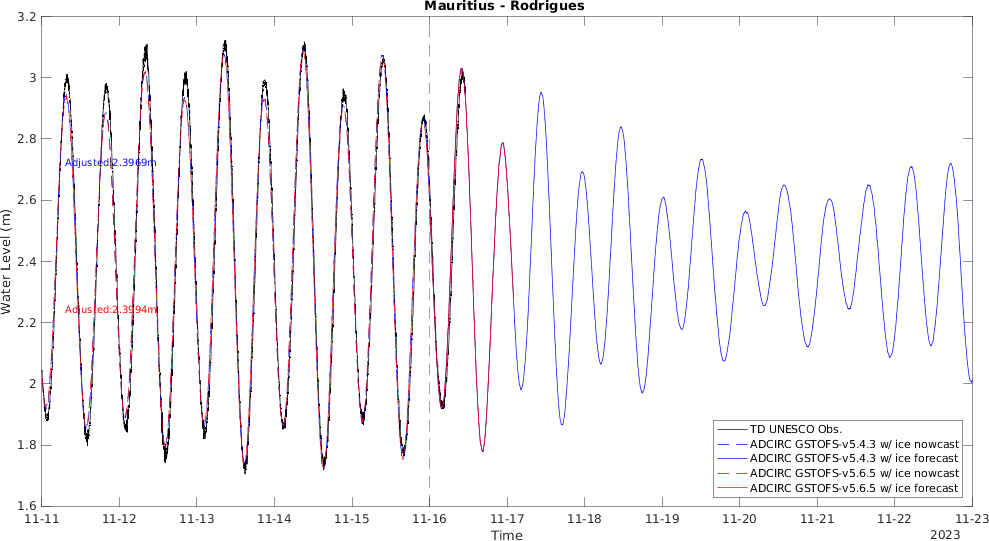 Mauritius - Rodrigues
3.2
3
2.8
2.6
2.4
2.2
2
1.8
1.6
Water Level (m)
Adjusted:2.3969m
Adjusted:2.3994m
TD UNESCO Obs.
ADCIRC GSTOFS-v5.4.3 w/ ice nowcast
ADCIRC GSTOFS-v5.4.3 w/ ice forecast
ADCIRC GSTOFS-v5.6.5 w/ ice nowcast
ADCIRC GSTOFS-v5.6.5 w/ ice forecast
11-11 11-12 11-13 11-14 11-15 11-16 11-17 11-18 11-19 11-20 11-21 11-22 11-23
Time
2023